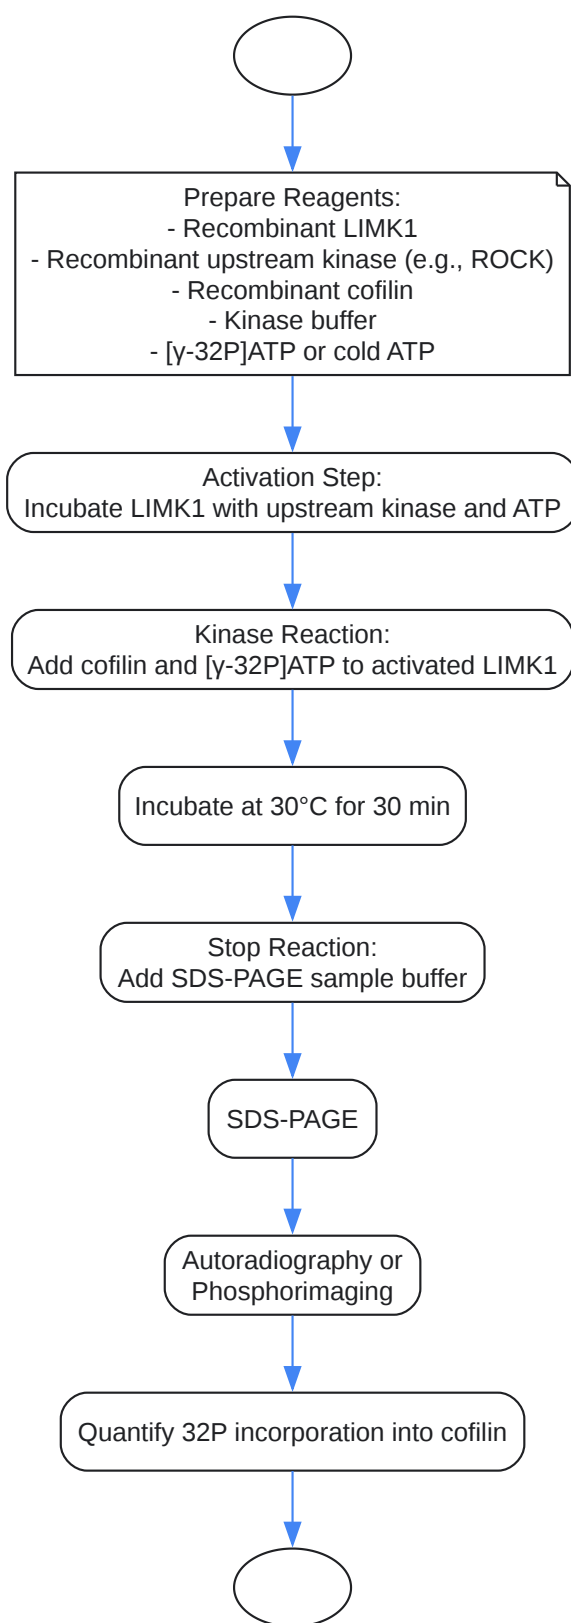 Prepare Reagents:
- Recombinant LIMK1
- Recombinant upstream kinase (e.g., ROCK)
- Recombinant cofilin
- Kinase buffer
- [γ-32P]ATP or cold ATP
Activation Step:
Incubate LIMK1 with upstream kinase and ATP
Kinase Reaction:
Add cofilin and [γ-32P]ATP to activated LIMK1
Incubate at 30°C for 30 min
Stop Reaction:
Add SDS-PAGE sample buffer
SDS-PAGE
Autoradiography or
Phosphorimaging
Quantify 32P incorporation into cofilin